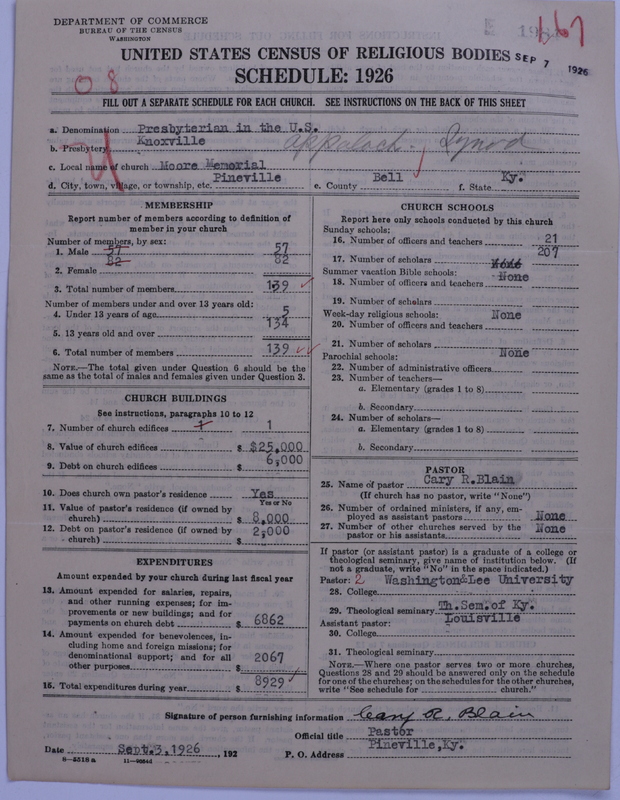 DEPARTMENT OF COMMERCE
BUREAU OF THE CENSUS
WASHINGTON
167
UNITED STATES CENSUS OF RELIGIOUS BODIES
SEP 7 1926
SCHEDULE: 1926
0 8
FILL OUT A SEPARATE SCHEDULE FOR EACH CHURCH. SEE INSTRUCTIONS ON THE BACK OF THIS SHEET
a. Denomination Presbyterian in the U.S.
b. Presbytery Knoxville Appalach. Synod
c. Local name of church Moore Memorial
d. City, town, village, or township, etc. Pineville e. County Bell f. State Ky.
MEMBERSHIP
Report number of members according to definition of
member in your church
Number of members, by sex:
1. Male 57 57
2. Female 82 82
3. Total number of members 139
Number of members under and over 13 years old:
4. Under 13 years of age 5
5. 13 years old and over 134
6. Total number of members 139
NOTE.—The total given under Question 6 should be the
same as the total of males and females given under Question 3.
CHURCH BUILDINGS
See instructions, paragraphs 10 to 12
7. Number of church edifices 1 1
8. Value of church edifices $ $25,000
9. Debt on church edifices $ 6,000
10. Does church own pastor's residence Yes
Yes or No
11. Value of pastor's residence (if owned by
church) $ 8,000
12. Debt on pastor's residence (if owned by
church) $ 2,000
EXPENDITURES
Amount expended by your church during last fiscal year
13. Amount expended for salaries, repairs,
and other running expenses; for im-
provements or new buildings; and for
payments on church debt $ 6862
14. Amount expended for benevolences, in-
cluding home and foreign missions; for
denominational support; and for all
other purposes $ 2067
15. Total expenditures during year $ 8929
CHURCH SCHOOLS
Report here only schools conducted by this church
Sunday schools:
16. Number of officers and teachers 21
17. Number of scholars 207
None
Summer vacation Bible schools:
18. Number of officers and teachers None
19. Number of scholars
Week-day religious schools: None
20. Number of officers and teachers
21. Number of scholars
Parochial schools: None
22. Number of administrative officers
23. Number of teachers—
a. Elementary (grades 1 to 8)
b. Secondary
24. Number of scholars—
a. Elementary (grades 1 to 8)
b. Secondary
PASTOR
25. Name of pastor Cary R.Blain
(If church has no pastor, write "None")
26. Number of ordained ministers, if any, em-
ployed as assistant pastors None
27. Number of other churches served by the
pastor or his assistants None
If pastor (or assistant pastor) is a graduate of a college or
theological seminary, give name of institution below. (If
not a graduate, write "No" in the space indicated.)
Pastor: 2 Washington&Lee University
28. College
29. Theological seminary Th.Sem.of Ky.
Louisville
Assistant pastor:
30. College
31. Theological seminary
NOTE.—Where one pastor serves two or more churches,
Questions 28 and 29 should be answered only on the schedule
for one of the churches; on the schedules for the other churches,
write "See schedule for church."
Signature of person furnishing information Cary R. Blain
Official title Pastor
Date Sept.3,1926, 192
P. O. Address Pineville,Ky.
8-5518 a